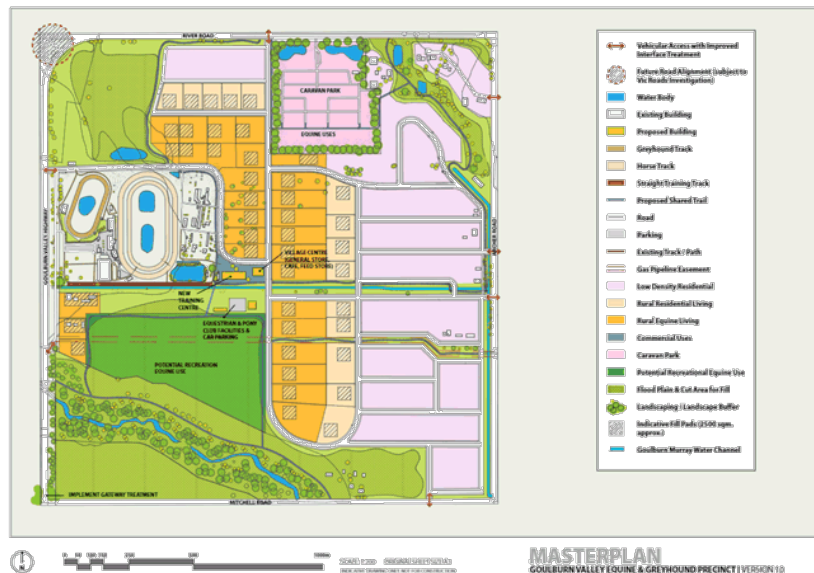 RIVER ROAD
CARAVAN PARK
EQUINE USES
GOULBURN VALLEY HIGHWAY
VILLAGE CENTRE
(GENERAL STORE,
CAFE, FEED STORE)
NEW
TRAINING
CENTRE
EQUESTRIAN & PONY
CLUB FACILITIES &
CAR PARKING
POTENTIAL RECREATION
EQUINE USE
IMPLEMENT GATEWAY TREATMENT
MITCHELL ROAD
ROAD
Vehicular Access with Improved
Interface Treatment
Future Road Alignment (subject to
Vic Roads Investigation)
Water Body
Existing Building
Proposed Building
Greyhound Track
Horse Track
Straight Training Track
Proposed Shared Trail
Road
Parking
Existing Track / Path
Gas Pipeline Easement
Low Density Residential
Rural Residential Living
Rural Equine Living
Commercial Uses
Caravan Park
Potential Recreational Equine Use
Flood Plain & Cut Area for Fill
Landscaping / Landscape Buffer
Indicative Fill Pads (2500 sqm.
approx.)
Goulburn Murray Water Channel
MASTERPLAN
GOULBURN VALLEY EQUINE & GREYHOUND PRECINCT | VERSION 1.0